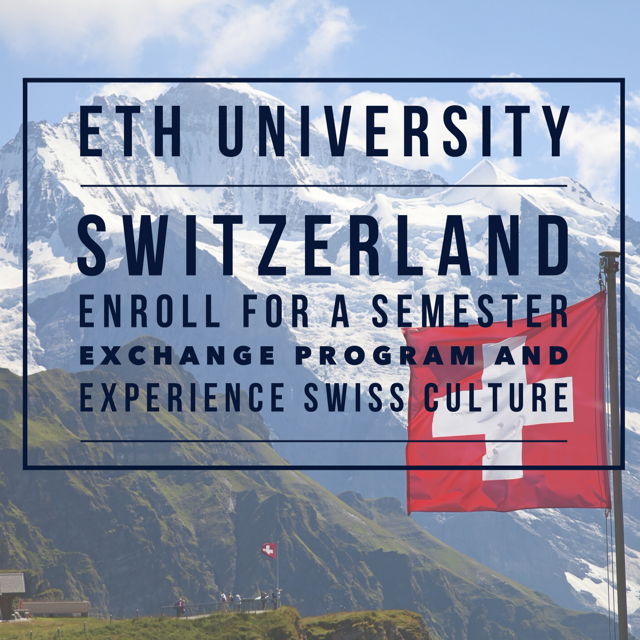 ETH UNIVERSITY
SWITZERLAND
ENROLL FOR A SEMESTER
EXCHANGE PROGRAM AND
EXPERIENCE SWISS CULTURE